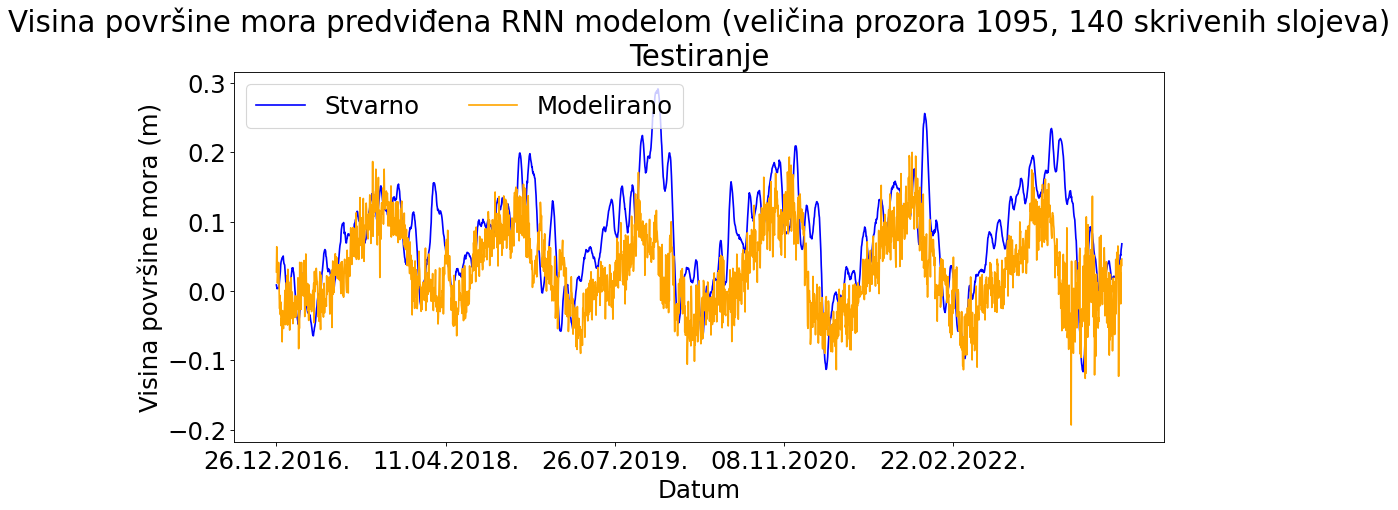 Visina površine mora predviđena RNN modelom (veličina prozora 1095, 140 skrivenih slojeva)
Testiranje
Stvarno
Modelirano
Visina površine mora (m)
0.3
0.2
0.1
0.0
−0.1
−0.2
26.12.2016.
11.04.2018.
26.07.2019.
08.11.2020.
22.02.2022.
Datum